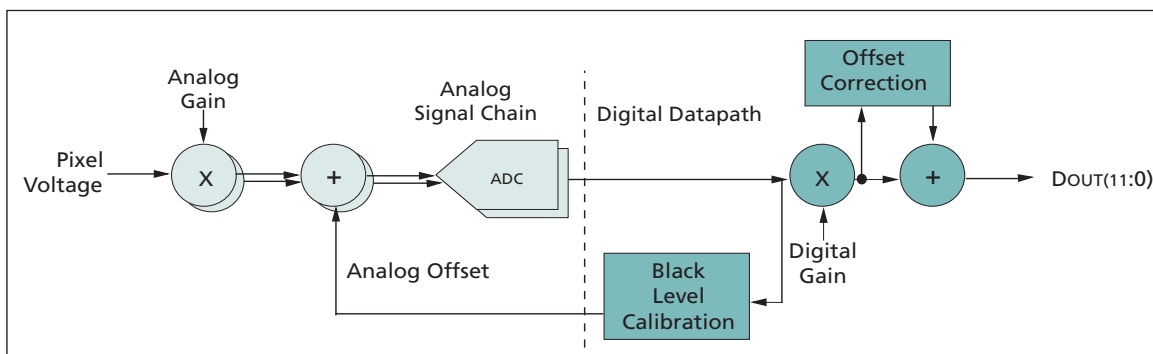 Analog
Gain
Pixel
Voltage
X
+
Analog
Signal Chain
ADC
Analog Offset
Digital Datapath
Black
Level
Calibration
X
Digital
Gain
Offset
Correction
+
DOUT(11:0)